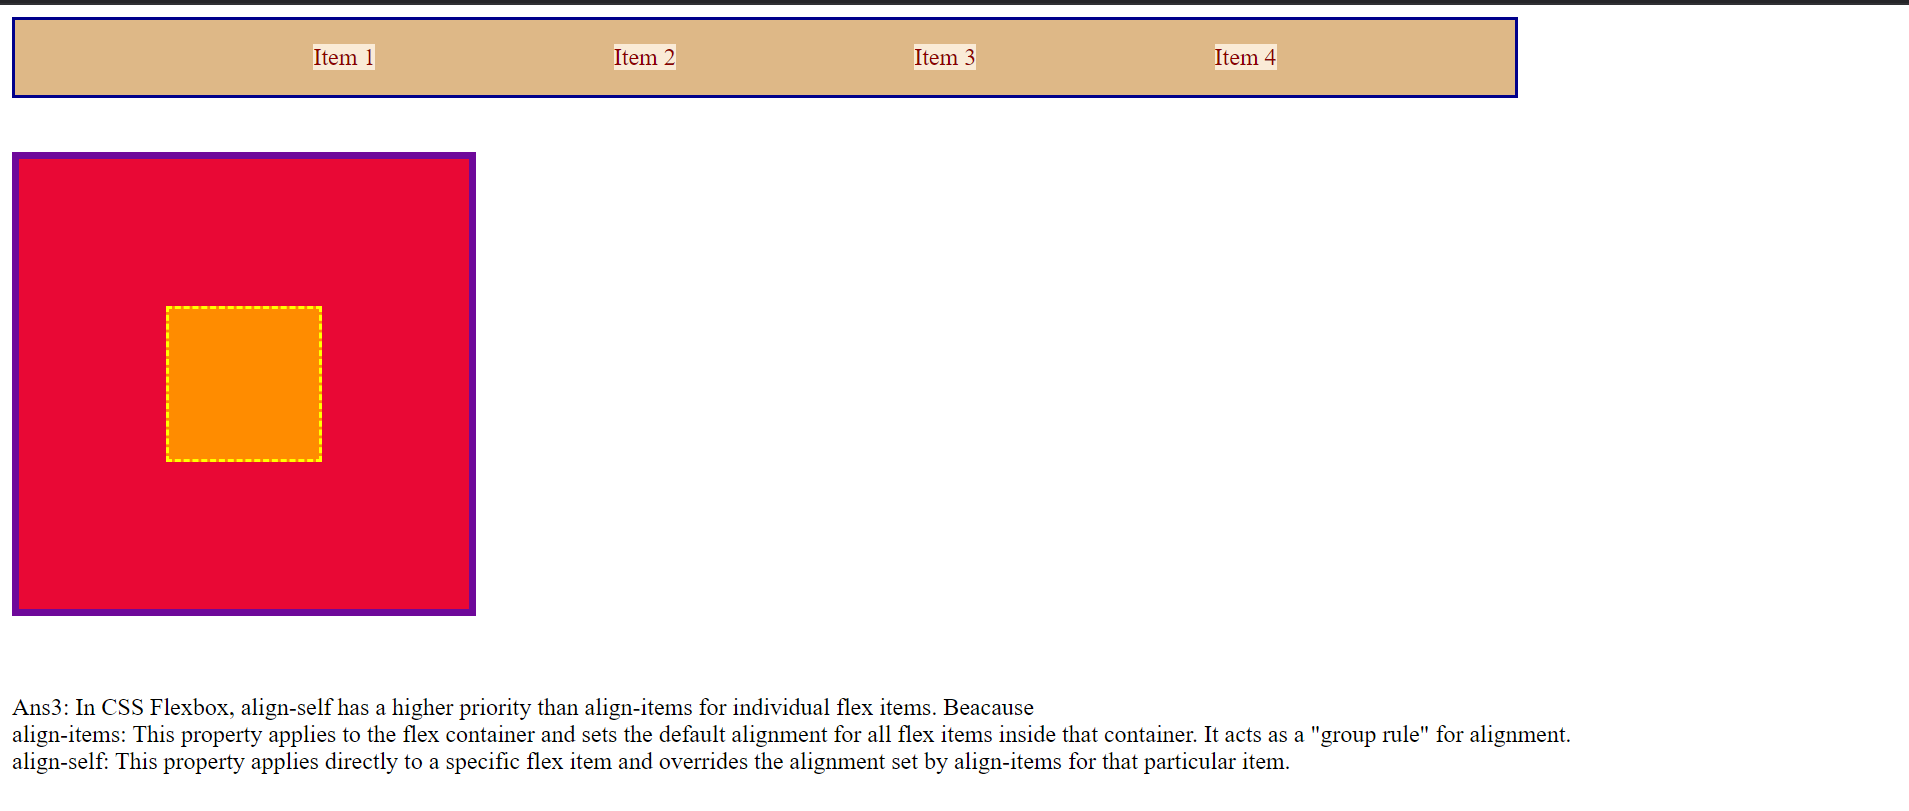 Item 1 Item 2 Item 3 Item 4
Ans3: In CSS Flexbox, align-self has a higher priority than align-items for individual flex items. Beacause
align-items: This property applies to the flex container and sets the default alignment for all flex items inside that container. It acts as a "group rule" for alignment.
align-self: This property applies directly to a specific flex item and overrides the alignment set by align-items for that particular item.